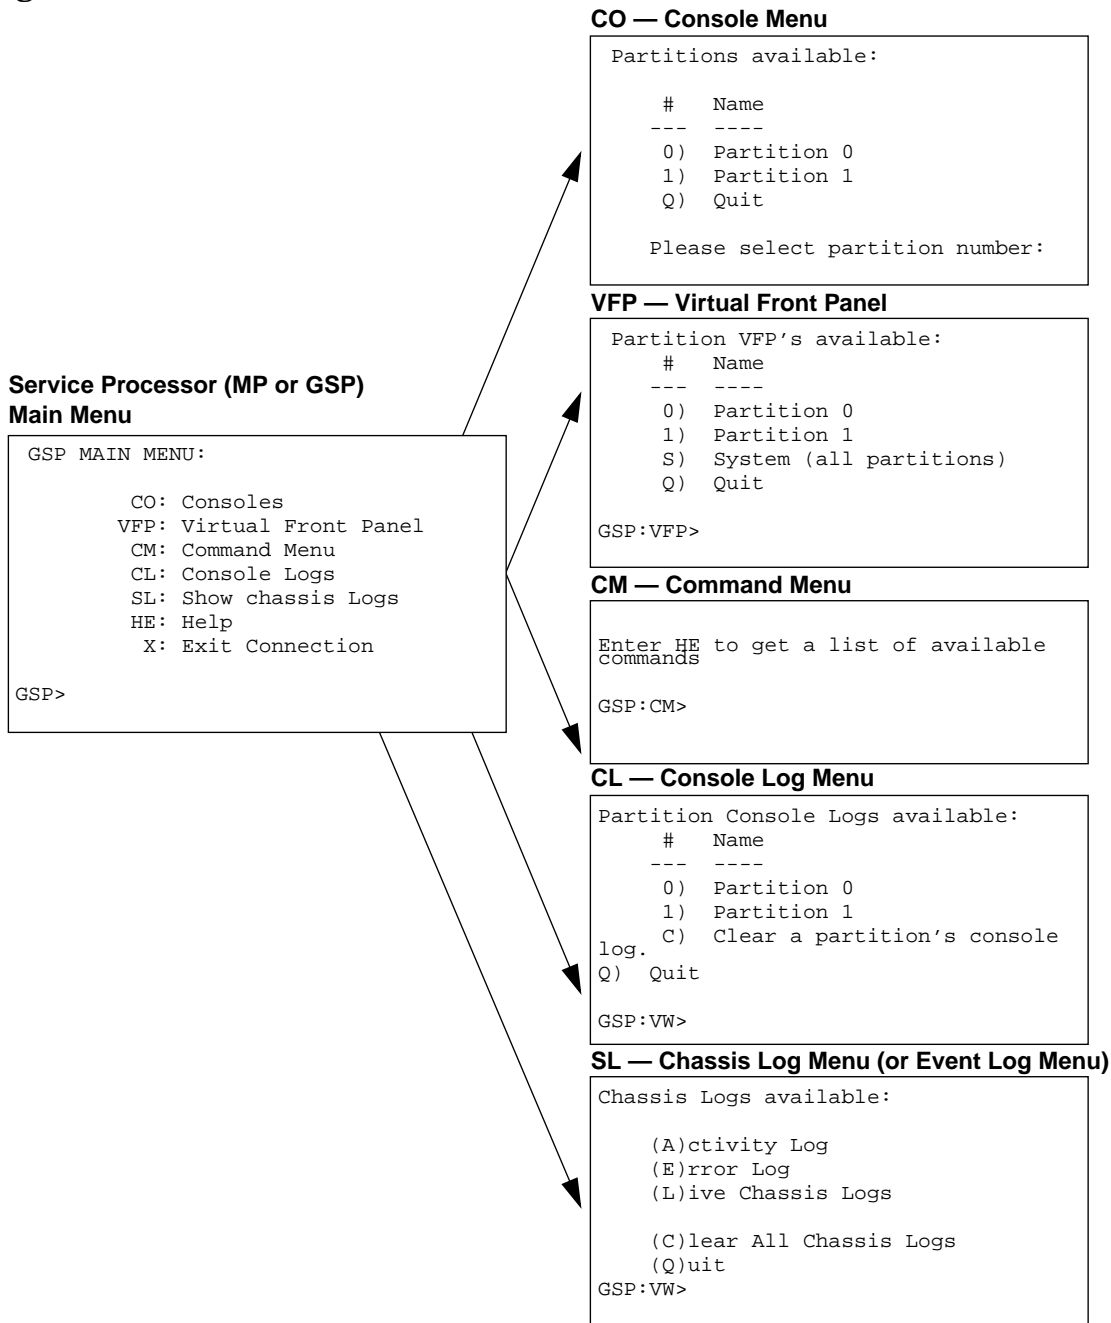 CO — Console Menu
Partitions available:
# Name
--- ----
0) Partition 0
1) Partition 1
Q) Quit
Please select partition number:
VFP — Virtual Front Panel
Partition VFP's available:
# Name
--- ----
0) Partition 0
1) Partition 1
S) System (all partitions)
Q) Quit
GSP:VFP>
Service Processor (MP or GSP)
Main Menu
GSP MAIN MENU:
CO: Consoles
VFP: Virtual Front Panel
CM: Command Menu
CL: Console Logs
SL: Show chassis Logs
HE: Help
X: Exit Connection
GSP>
CM — Command Menu
Enter HE to get a list of available
commands
GSP:CM>
CL — Console Log Menu
Partition Console Logs available:
# Name
--- ----
0) Partition 0
1) Partition 1
C) Clear a partition's console
log.
Q) Quit
GSP:VW>
SL — Chassis Log Menu (or Event Log Menu)
Chassis Logs available:
(A)ctivity Log
(E)rror Log
(L)ive Chassis Logs
(C)lear All Chassis Logs
(Q)uit
GSP:VW>